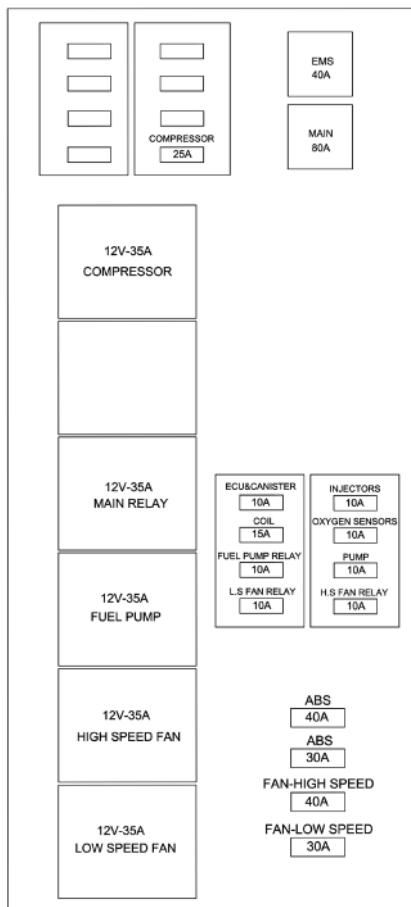 EMS
40A
MAIN
80A
COMPRESSOR
25A
12V-35A
COMPRESSOR
12V-35A
MAIN RELAY
12V-35A
FUEL PUMP
12V-35A
HIGH SPEED FAN
12V-35A
LOW SPEED FAN
ECU&CANISTER
10A
COIL
15A
FUEL PUMP RELAY
10A
L.S FAN RELAY
10A
INJECTORS
10A
OXYGEN SENSORS
10A
PUMP
10A
H.S FAN RELAY
10A
ABS
40A
ABS
30A
FAN-HIGH SPEED
40A
FAN-LOW SPEED
30A